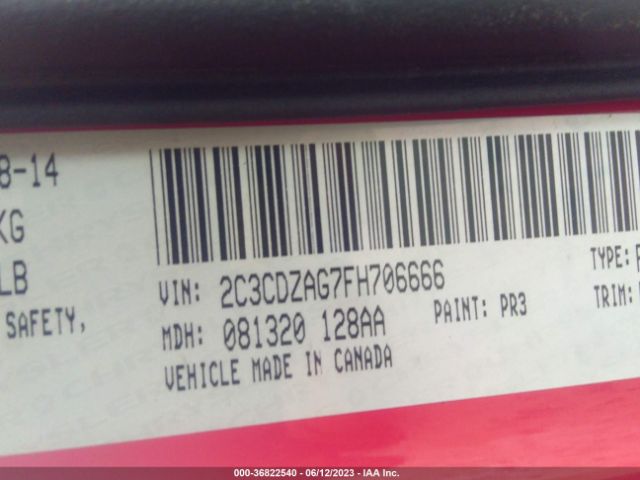 8-14
KG
LB
SAFETY,
VIN: 2C3CDZAG7FH706666
TYPE:
MDH: 081320 128AA
PAINT: PR3
TRIM:
VEHICLE MADE IN CANADA
000-36822540 - 06/12/2023 - IAA Inc.